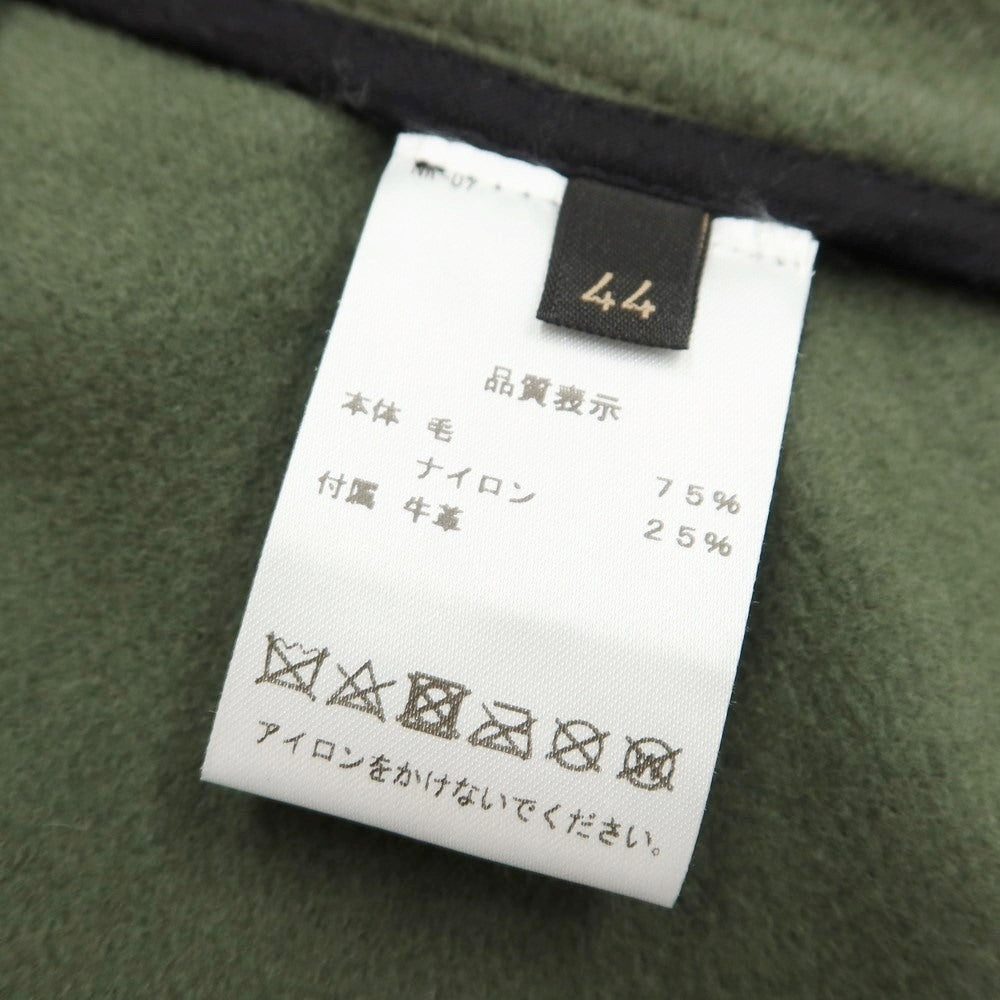 44
品質表示
本体 毛 75%
ナイロン 25%
付属 牛革
アイロンをかけないでください。